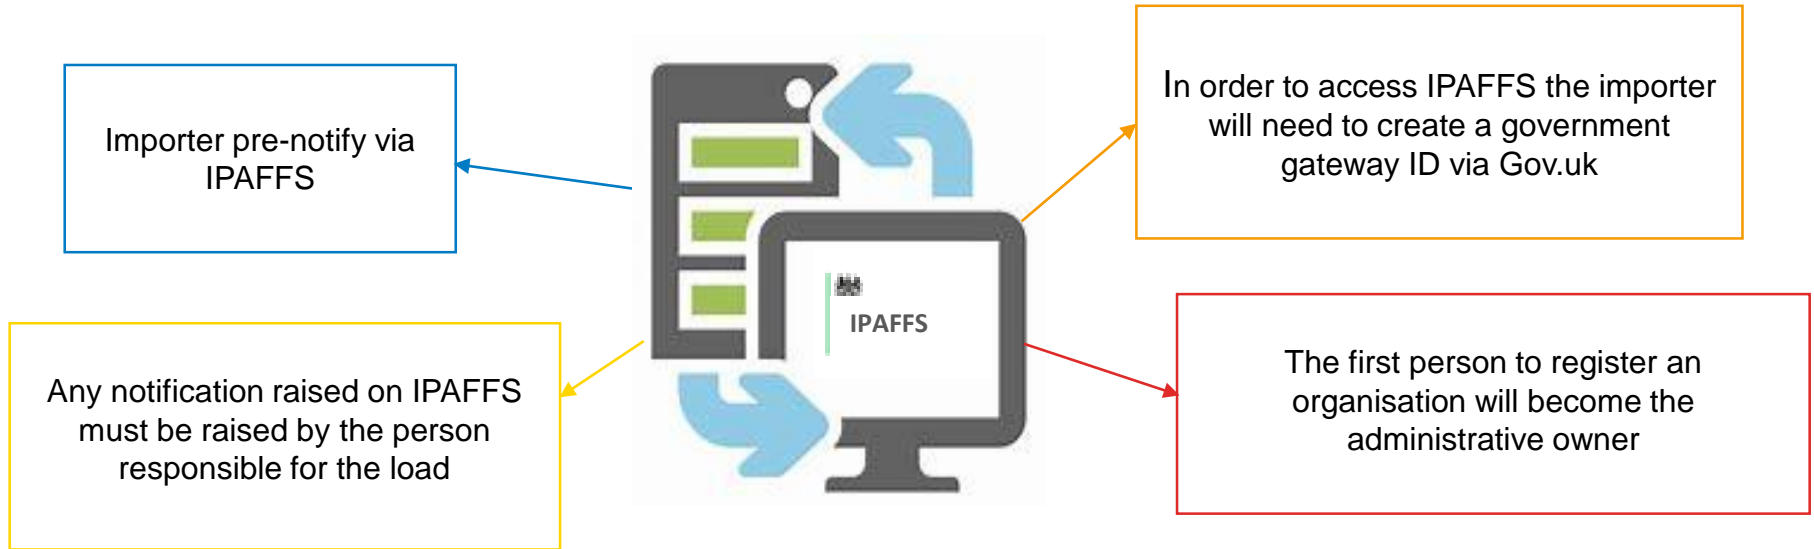 Importer pre-notify via
IPAFFS
In order to access IPAFFS the importer
will need to create a government
gateway ID via Gov.uk
IPAFFS
Any notification raised on IPAFFS
must be raised by the person
responsible for the load
The first person to register an
organisation will become the
administrative owner